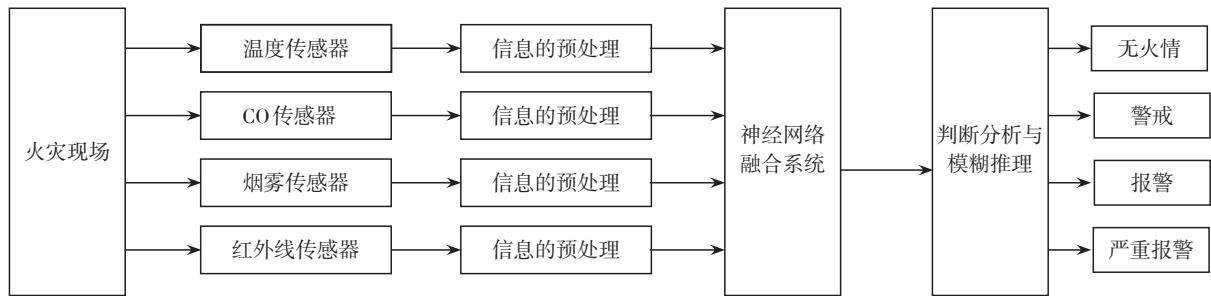 火灾现场
温度传感器
信息的预处理
CO传感器
信息的预处理
烟雾传感器
信息的预处理
红外线传感器
信息的预处理
神经网络
融合系统
判断分析与
模糊推理
无火情
警戒
报警
严重报警